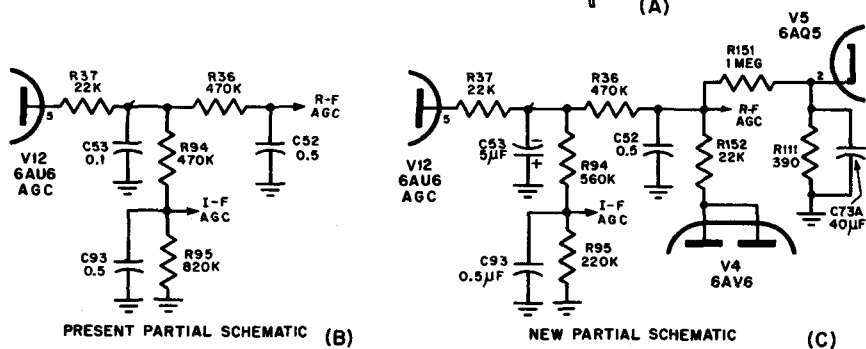 (A)
R37
22K
R36
470K
R-F
AGC
5
C53
0.1
R94
470K
C52
0.5
V12
6AU6
AGC
I-F
AGC
C93
0.5
R95
820K
PRESENT PARTIAL SCHEMATIC (B)
V5
6AQ5
R151
1 MEG
2
R37
22K
R36
470K
R-F
AGC
5
C53
5µF
− 
+
R94
560K
C52
0.5
R152
22K
R111
390
C73A
40µF
V12
6AU6
AGC
I-F
AGC
C93
0.5µF
R95
220K
V4
6AV6
NEW PARTIAL SCHEMATIC (C)